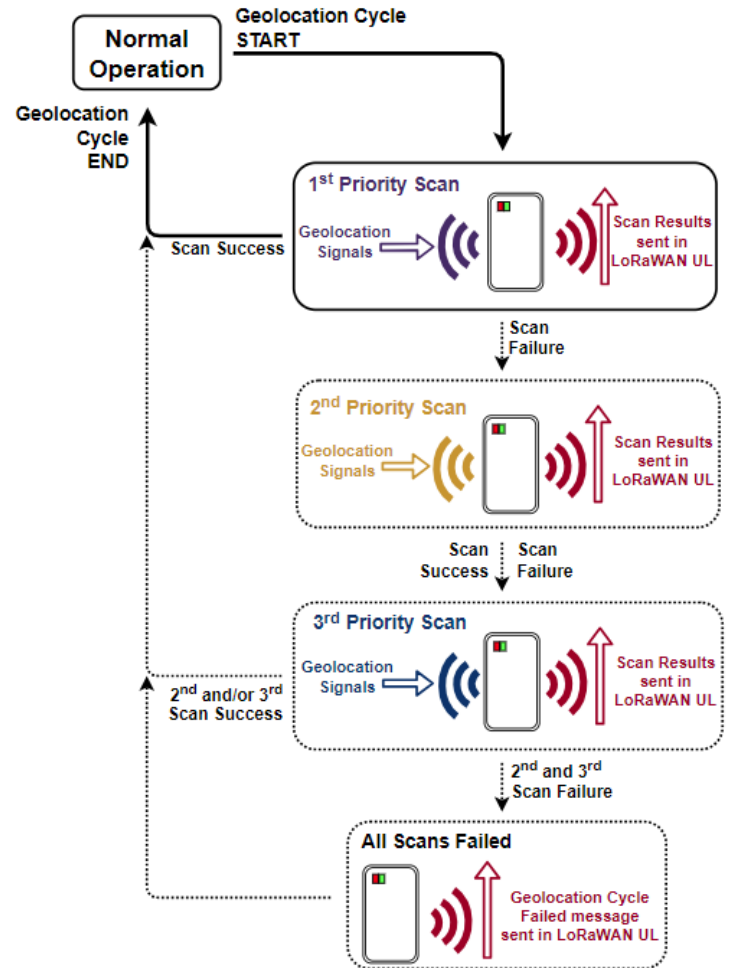 Normal
Operation
Geolocation Cycle
START
Geolocation
Cycle
END
1st Priority Scan
Geolocation
Signals
Scan Results
sent in
LoRaWAN UL
Scan Success
Scan
Failure
2nd Priority Scan
Geolocation
Signals
Scan Results
sent in
LoRaWAN UL
Scan
Success
Scan
Failure
3rd Priority Scan
Geolocation
Signals
Scan Results
sent in
LoRaWAN UL
2nd and/or 3rd
Scan Success
2nd and 3rd
Scan Failure
All Scans Failed
Geolocation Cycle
Failed message
sent in LoRaWAN UL